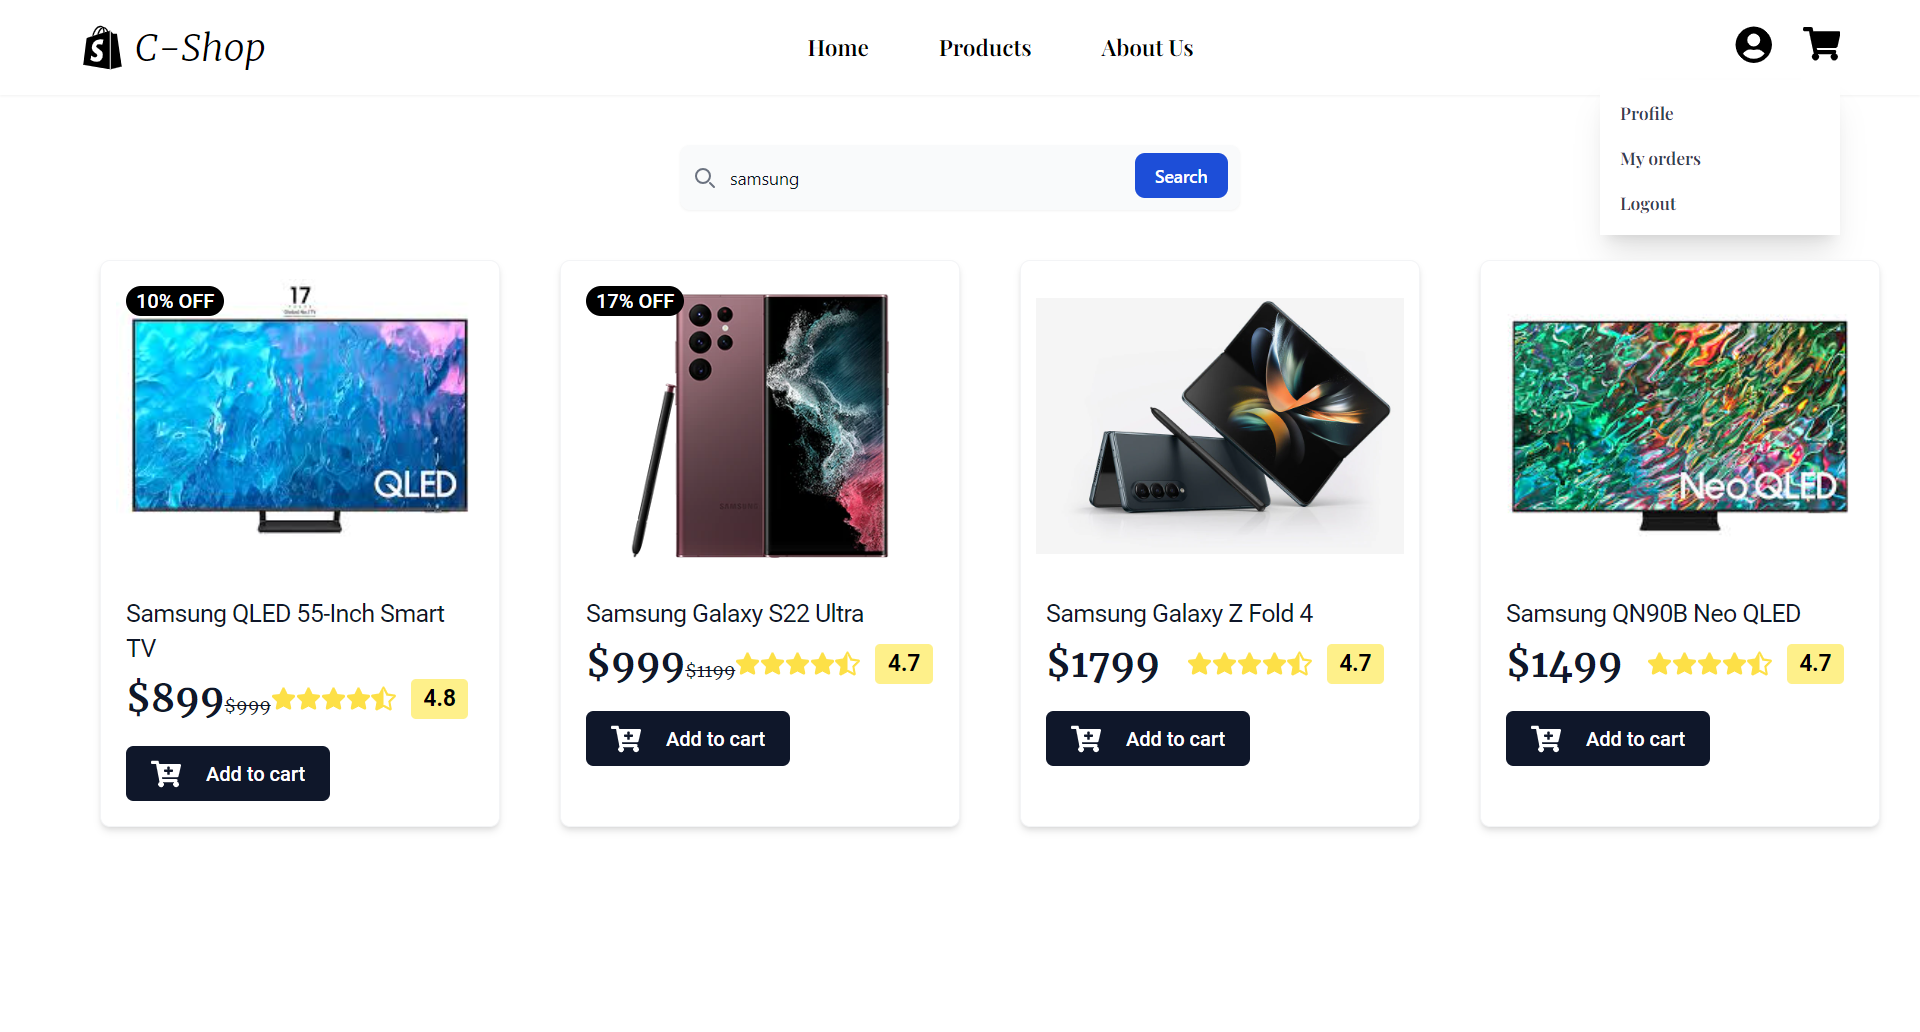 C-Shop
Home
Products
About Us
Profile
My orders
Logout
samsung
Search
10% OFF
17
QLED
Samsung QLED 55-Inch Smart
TV
$899 $999 4.8
Add to cart
17% OFF
SAMSUNG
Samsung Galaxy S22 Ultra
$999 $1199 4.7
Add to cart
Samsung Galaxy Z Fold 4
$1799 4.7
Add to cart
Neo QLED
Samsung QN90B Neo QLED
$1499 4.7
Add to cart